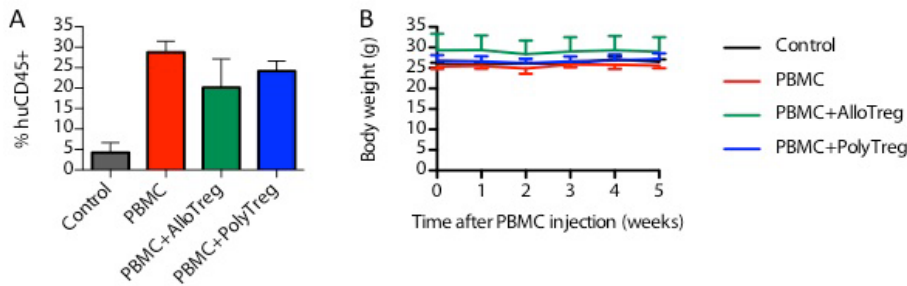 A
% huCD45+
35
30
25
20
15
10
5
0
Control
PBMC
PBMC+AlloTreg
PBMC+PolyTreg
B
Body weight (g)
35
30
25
20
15
10
5
0
0 1 2 3 4 5
Time after PBMC injection (weeks)
Control
PBMC
PBMC+AlloTreg
PBMC+PolyTreg